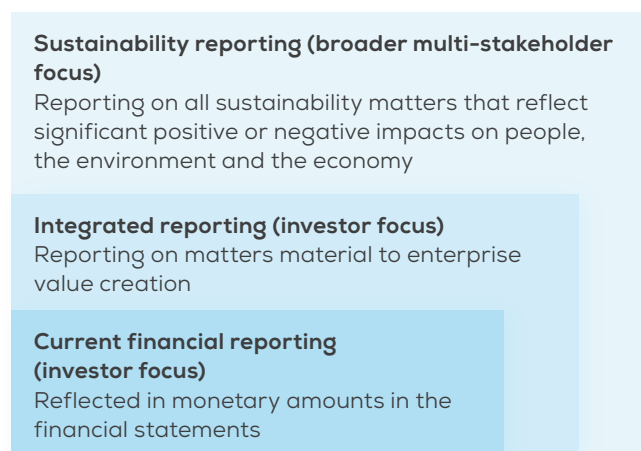 Sustainability reporting (broader multi-stakeholder
focus)
Reporting on all sustainability matters that reflect
significant positive or negative impacts on people,
the environment and the economy
Integrated reporting (investor focus)
Reporting on matters material to enterprise
value creation
Current financial reporting
(investor focus)
Reflected in monetary amounts in the
financial statements